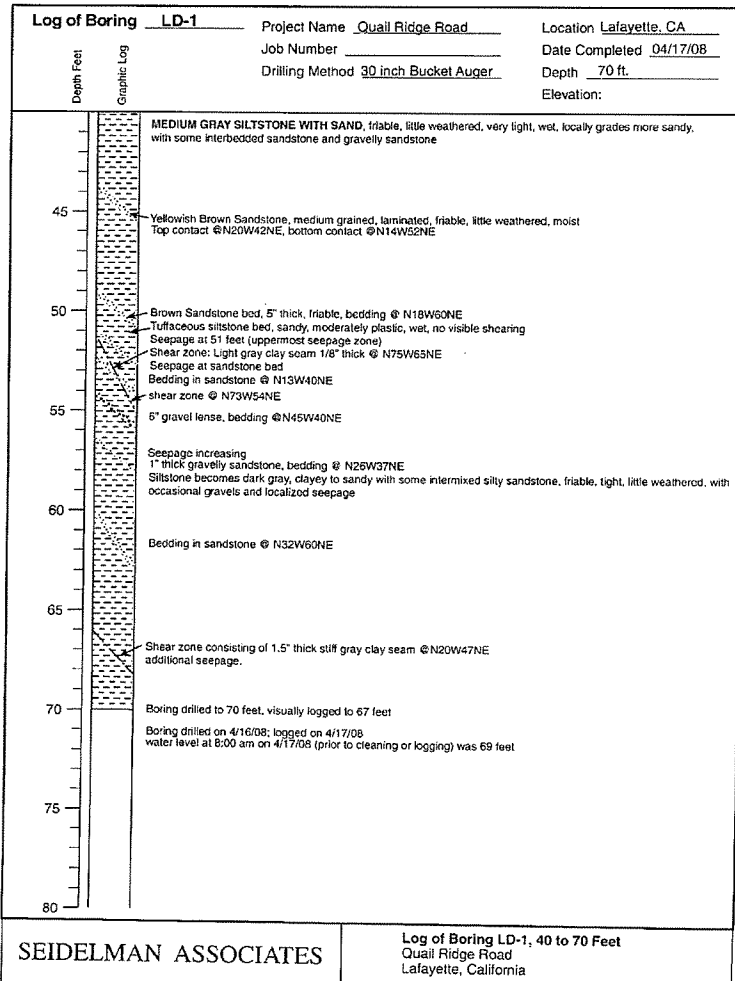 Log of Boring LD-1
Project Name Quail Ridge Road
Location Lafayette, CA
Job Number
Date Completed 04/17/08
Drilling Method 30 inch Bucket Auger
Depth 70 ft.
Elevation:
Depth Feet
Graphic Log
MEDIUM GRAY SILTSTONE WITH SAND, friable, little weathered, very light, wet, locally grades more sandy,
with some interbedded sandstone and gravelly sandstone
45
Yellowish Brown Sandstone, medium grained, laminated, friable, little weathered, moist
Top contact @N20W42NE, bottom contact @N14W52NE
50
Brown Sandstone bed, 5" thick, friable, bedding @ N18W60NE
Tuffaceous siltstone bed, sandy, moderately plastic, wet, no visible shearing
Seepage at 51 feet (uppermost seepage zone)
Shear zone: Light gray clay seam 1/8" thick @ N75W65NE
Seepage at sandstone bed
Bedding in sandstone @ N13W40NE
shear zone @ N73W54NE
55
6" gravel lense, bedding @N45W40NE
Seepage increasing
1" thick gravelly sandstone, bedding @ N26W37NE
Siltstone becomes dark gray, clayey to sandy with some intermixed silty sandstone, friable, tight, little weathered, with
occasional gravels and localized seepage
60
Bedding in sandstone @ N32W60NE
65
Shear zone consisting of 1.5" thick stiff gray clay seam @N20W47NE
additional seepage.
70
Boring drilled to 70 feet, visually logged to 67 feet
Boring drilled on 4/16/08; logged on 4/17/08
water level at 8:00 am on 4/17/08 (prior to cleaning or logging) was 69 feet
75
80
SEIDELMAN ASSOCIATES
Log of Boring LD-1, 40 to 70 Feet
Quail Ridge Road
Lafayette, California